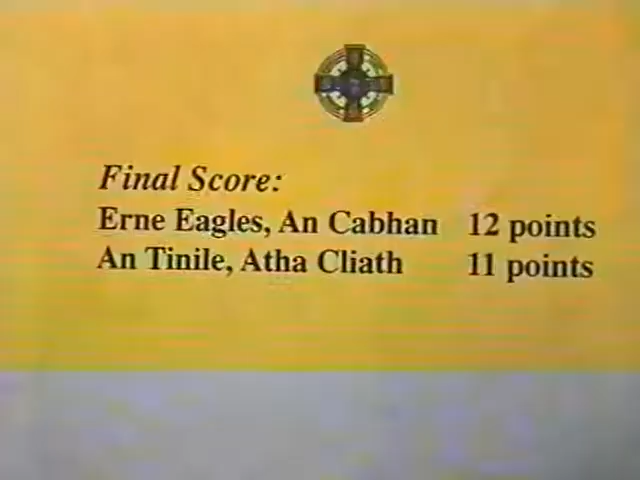 Final Score:
Erne Eagles, An Cabhan 12 points
An Tinile, Atha Cliath 11 points